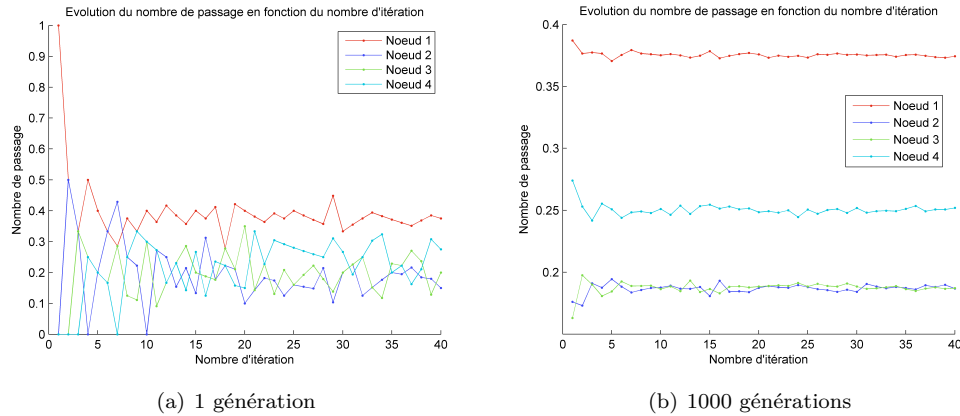 Evolution du nombre de passage en fonction du nombre d'itération
Nombre de passage
1
0.9
0.8
0.7
0.6
0.5
0.4
0.3
0.2
0.1
0
Noeud 1
Noeud 2
Noeud 3
Noeud 4
0 5 10 15 20 25 30 35 40
Nombre d'itération
(a) 1 génération
Evolution du nombre de passage en fonction du nombre d'itération
Nombre de passage
0.4
0.35
0.3
0.25
0.2
Noeud 1
Noeud 2
Noeud 3
Noeud 4
0 5 10 15 20 25 30 35 40
Nombre d'itération
(b) 1000 générations